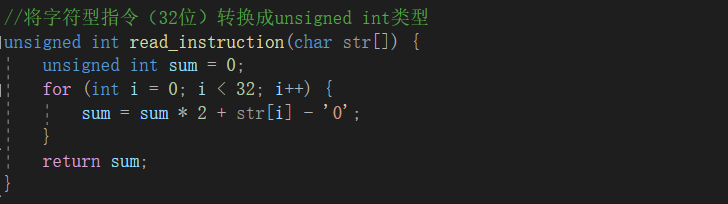 //将字符型指令（32位）转换成unsigned int类型
unsigned int read_instruction(char str[]) {
    unsigned int sum = 0;
    for (int i = 0; i < 32; i++) {
        sum = sum * 2 + str[i] - '0';
    }
    return sum;
}